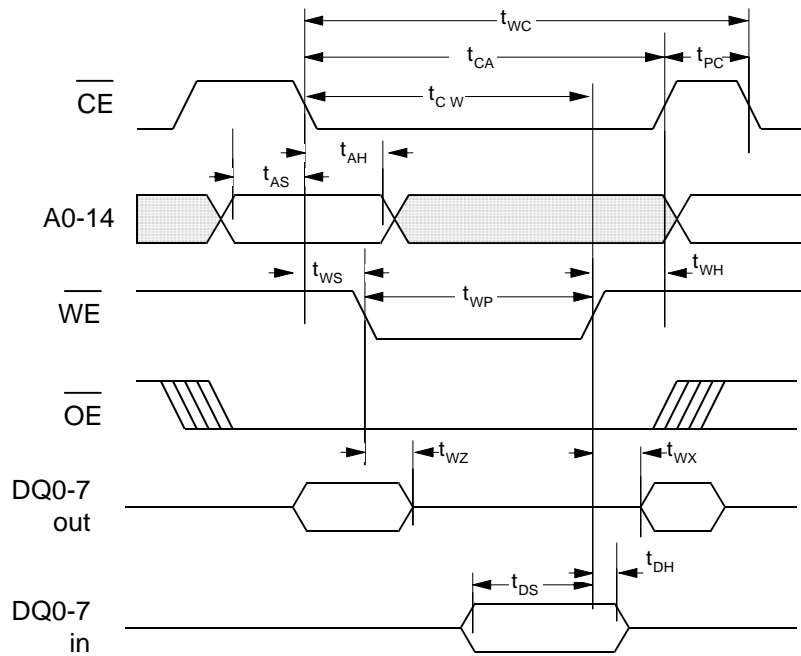 tWC
tCA
tPC
CE
tC W
tAH
tAS
A0-14
tWS
tWH
tWP
WE
OE
tWZ
tWX
DQ0-7
out
tDH
tDS
DQ0-7
in